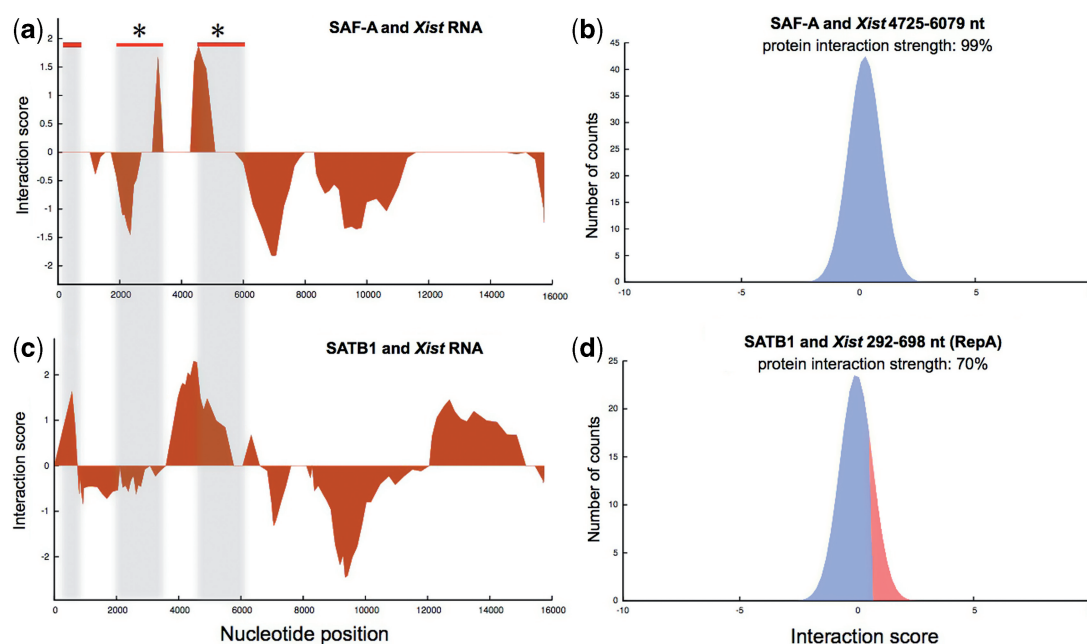 (a)
SAF-A and Xist RNA
* *
Interaction score
2
1.5
1
0.5
0
-0.5
-1
-1.5
-2
0 2000 4000 6000 8000 10000 12000 14000 16000
(b)
SAF-A and Xist 4725-6079 nt
protein interaction strength: 99%
Number of counts
45
40
35
30
25
20
15
10
5
0
-10 -5 0 5
(c)
SATB1 and Xist RNA
Interaction score
2
1
0
-1
-2
0 2000 4000 6000 8000 10000 12000 14000 16000
Nucleotide position
(d)
SATB1 and Xist 292-698 nt (RepA)
protein interaction strength: 70%
Number of counts
25
20
15
10
5
0
-10 -5 0 5
Interaction score